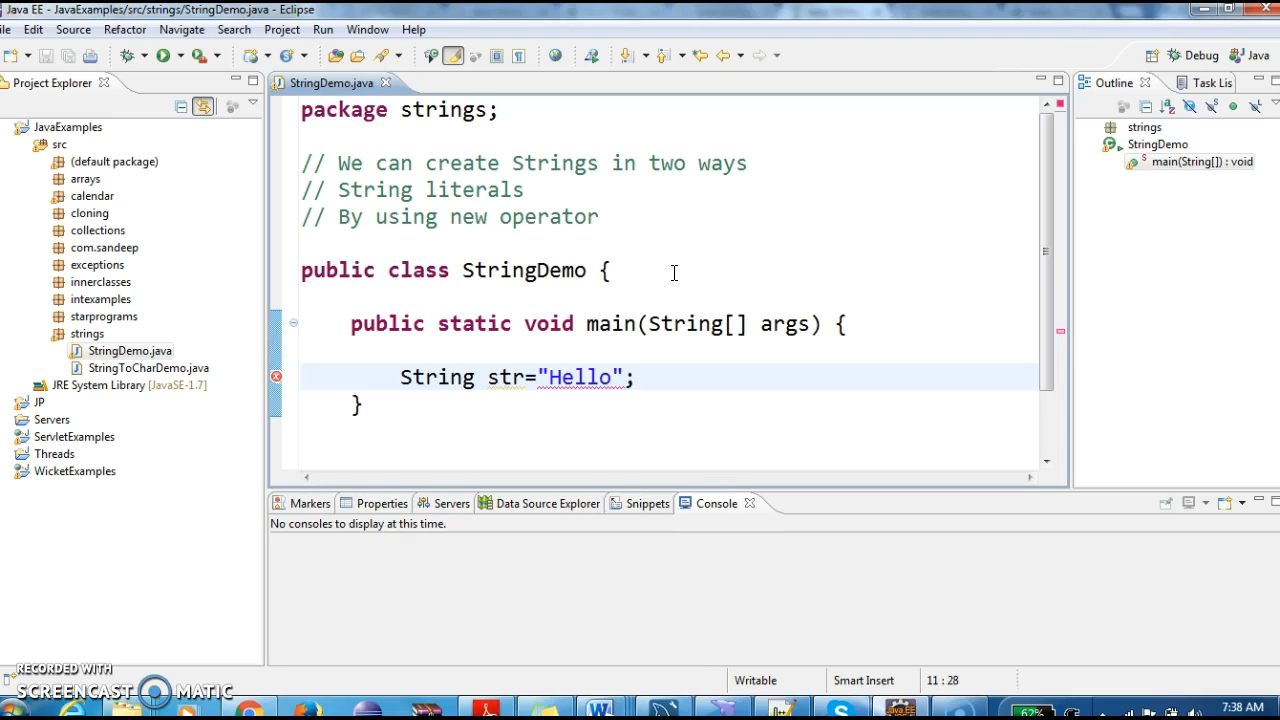 Java EE - JavaExamples/src/strings/StringDemo.java - Eclipse
ile Edit Source Refactor Navigate Search Project Run Window Help
Debug Java
Project Explorer
StringDemo.java
Outline Task Lis
JavaExamples
src
(default package)
arrays
calendar
cloning
collections
com.sandeep
exceptions
innerclasses
intexamples
starprograms
strings
StringDemo.java
StringToCharDemo.java
JRE System Library [JavaSE-1.7]
JP
Servers
ServletExamples
Threads
WicketExamples
package strings;
// We can create Strings in two ways
// String literals
// By using new operator
public class StringDemo {
public static void main(String[] args) {
String str="Hello";
}
strings
StringDemo
main(String[]) : void
Markers Properties Servers Data Source Explorer Snippets Console
No consoles to display at this time.
Writable Smart Insert 11 : 28
RECORDED WITH
SCREENCAST MATIC
62% 7:38 AM